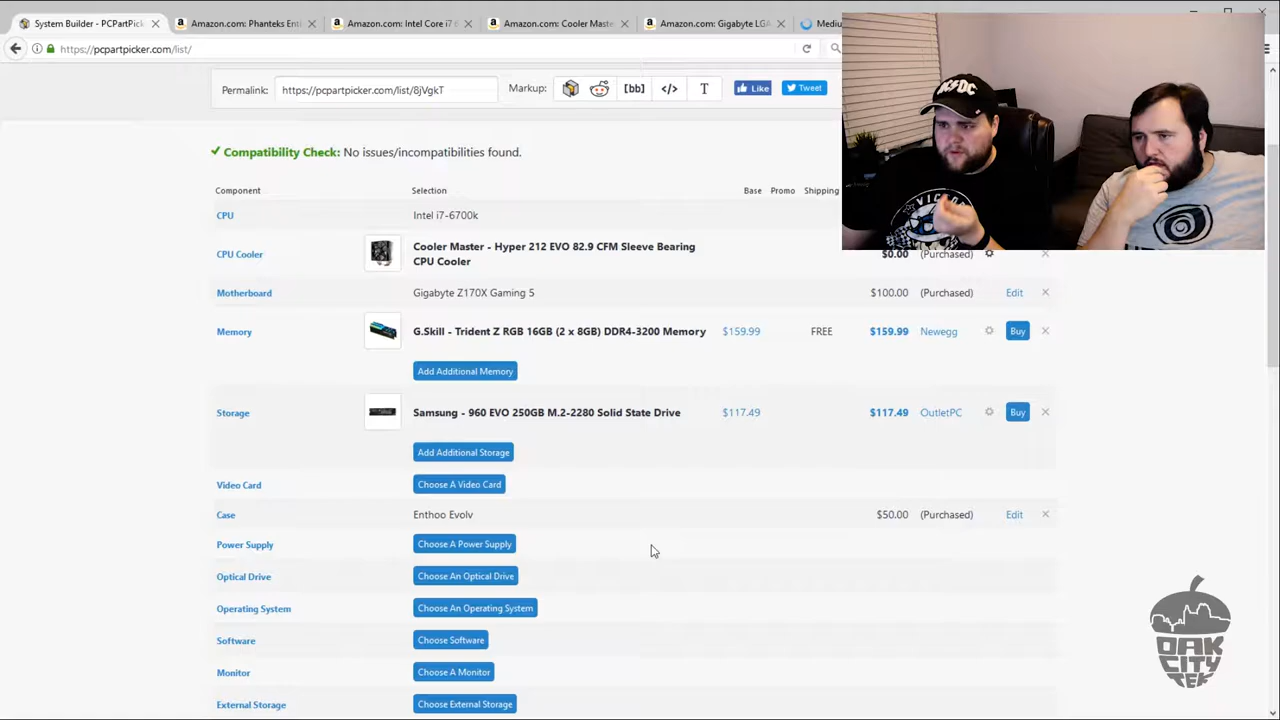 System Builder - PCPartPick
Amazon.com: Phanteks Ent
Amazon.com: Intel Core i7 6
Amazon.com: Cooler Maste
Amazon.com: Gigabyte LGA
Mediu
https://pcpartpicker.com/list/
Permalink: https://pcpartpicker.com/list/8jVgkT Markup: [bb] </> T Like Tweet
Compatibility Check: No issues/incompatibilities found.
Component Selection Base Promo Shipping
CPU Intel i7-6700k
CPU Cooler Cooler Master - Hyper 212 EVO 82.9 CFM Sleeve Bearing
CPU Cooler $0.00 (Purchased)
Motherboard Gigabyte Z170X Gaming 5 $100.00 (Purchased) Edit
Memory G.Skill - Trident Z RGB 16GB (2 x 8GB) DDR4-3200 Memory $159.99 FREE $159.99 Newegg Buy
Add Additional Memory
Storage Samsung - 960 EVO 250GB M.2-2280 Solid State Drive $117.49 $117.49 OutletPC Buy
Add Additional Storage
Video Card Choose A Video Card
Case Enthoo Evolv $50.00 (Purchased) Edit
Power Supply Choose A Power Supply
Optical Drive Choose An Optical Drive
Operating System Choose An Operating System
Software Choose Software
Monitor Choose A Monitor
External Storage Choose External Storage
AC/DC
OAK
CITY
TEK